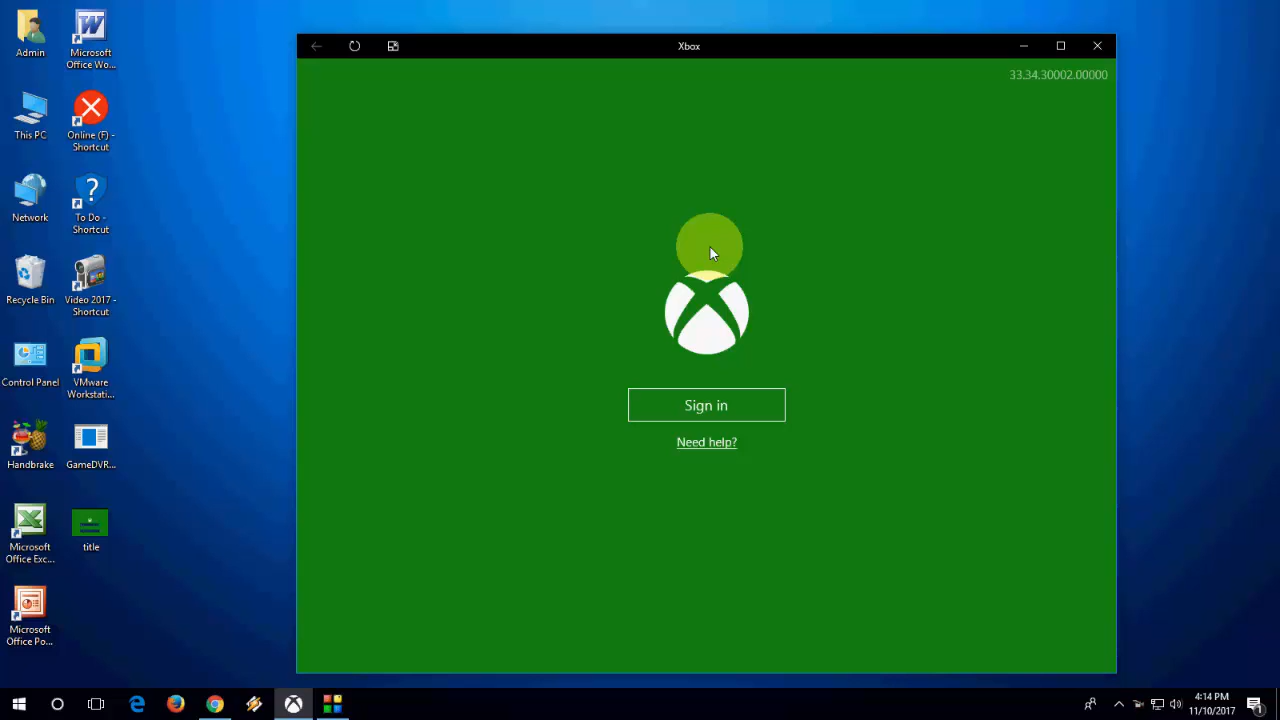 Xbox
33.34.30002.00000
Sign in
Need help?
Admin
Microsoft
Office Wo...
This PC
Online (F) -
Shortcut
Network
To Do -
Shortcut
Recycle Bin
Video 2017 -
Shortcut
Control Panel
VMware
Workstati...
Handbrake
GameDVR...
Microsoft
Office Exc...
title
Microsoft
Office Po...
4:14 PM
11/10/2017
1